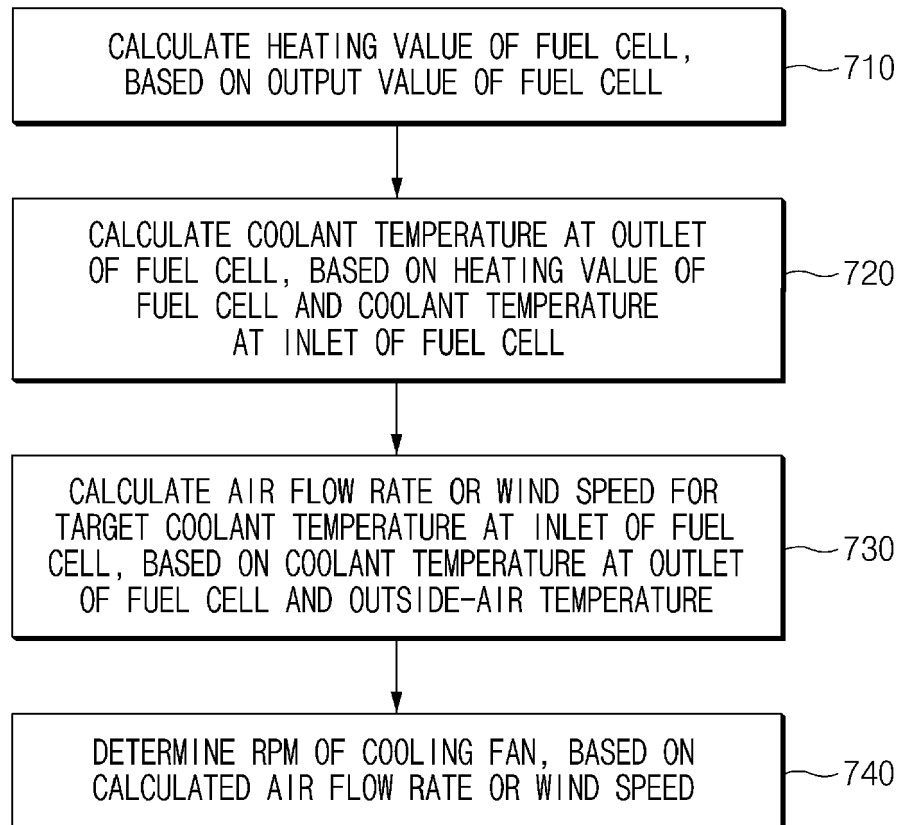 CALCULATE HEATING VALUE OF FUEL CELL,
BASED ON OUTPUT VALUE OF FUEL CELL
710
CALCULATE COOLANT TEMPERATURE AT OUTLET
OF FUEL CELL, BASED ON HEATING VALUE OF
FUEL CELL AND COOLANT TEMPERATURE
AT INLET OF FUEL CELL
720
CALCULATE AIR FLOW RATE OR WIND SPEED FOR
TARGET COOLANT TEMPERATURE AT INLET OF FUEL
CELL, BASED ON COOLANT TEMPERATURE AT OUTLET
OF FUEL CELL AND OUTSIDE-AIR TEMPERATURE
730
DETERMINE RPM OF COOLING FAN, BASED ON
CALCULATED AIR FLOW RATE OR WIND SPEED
740